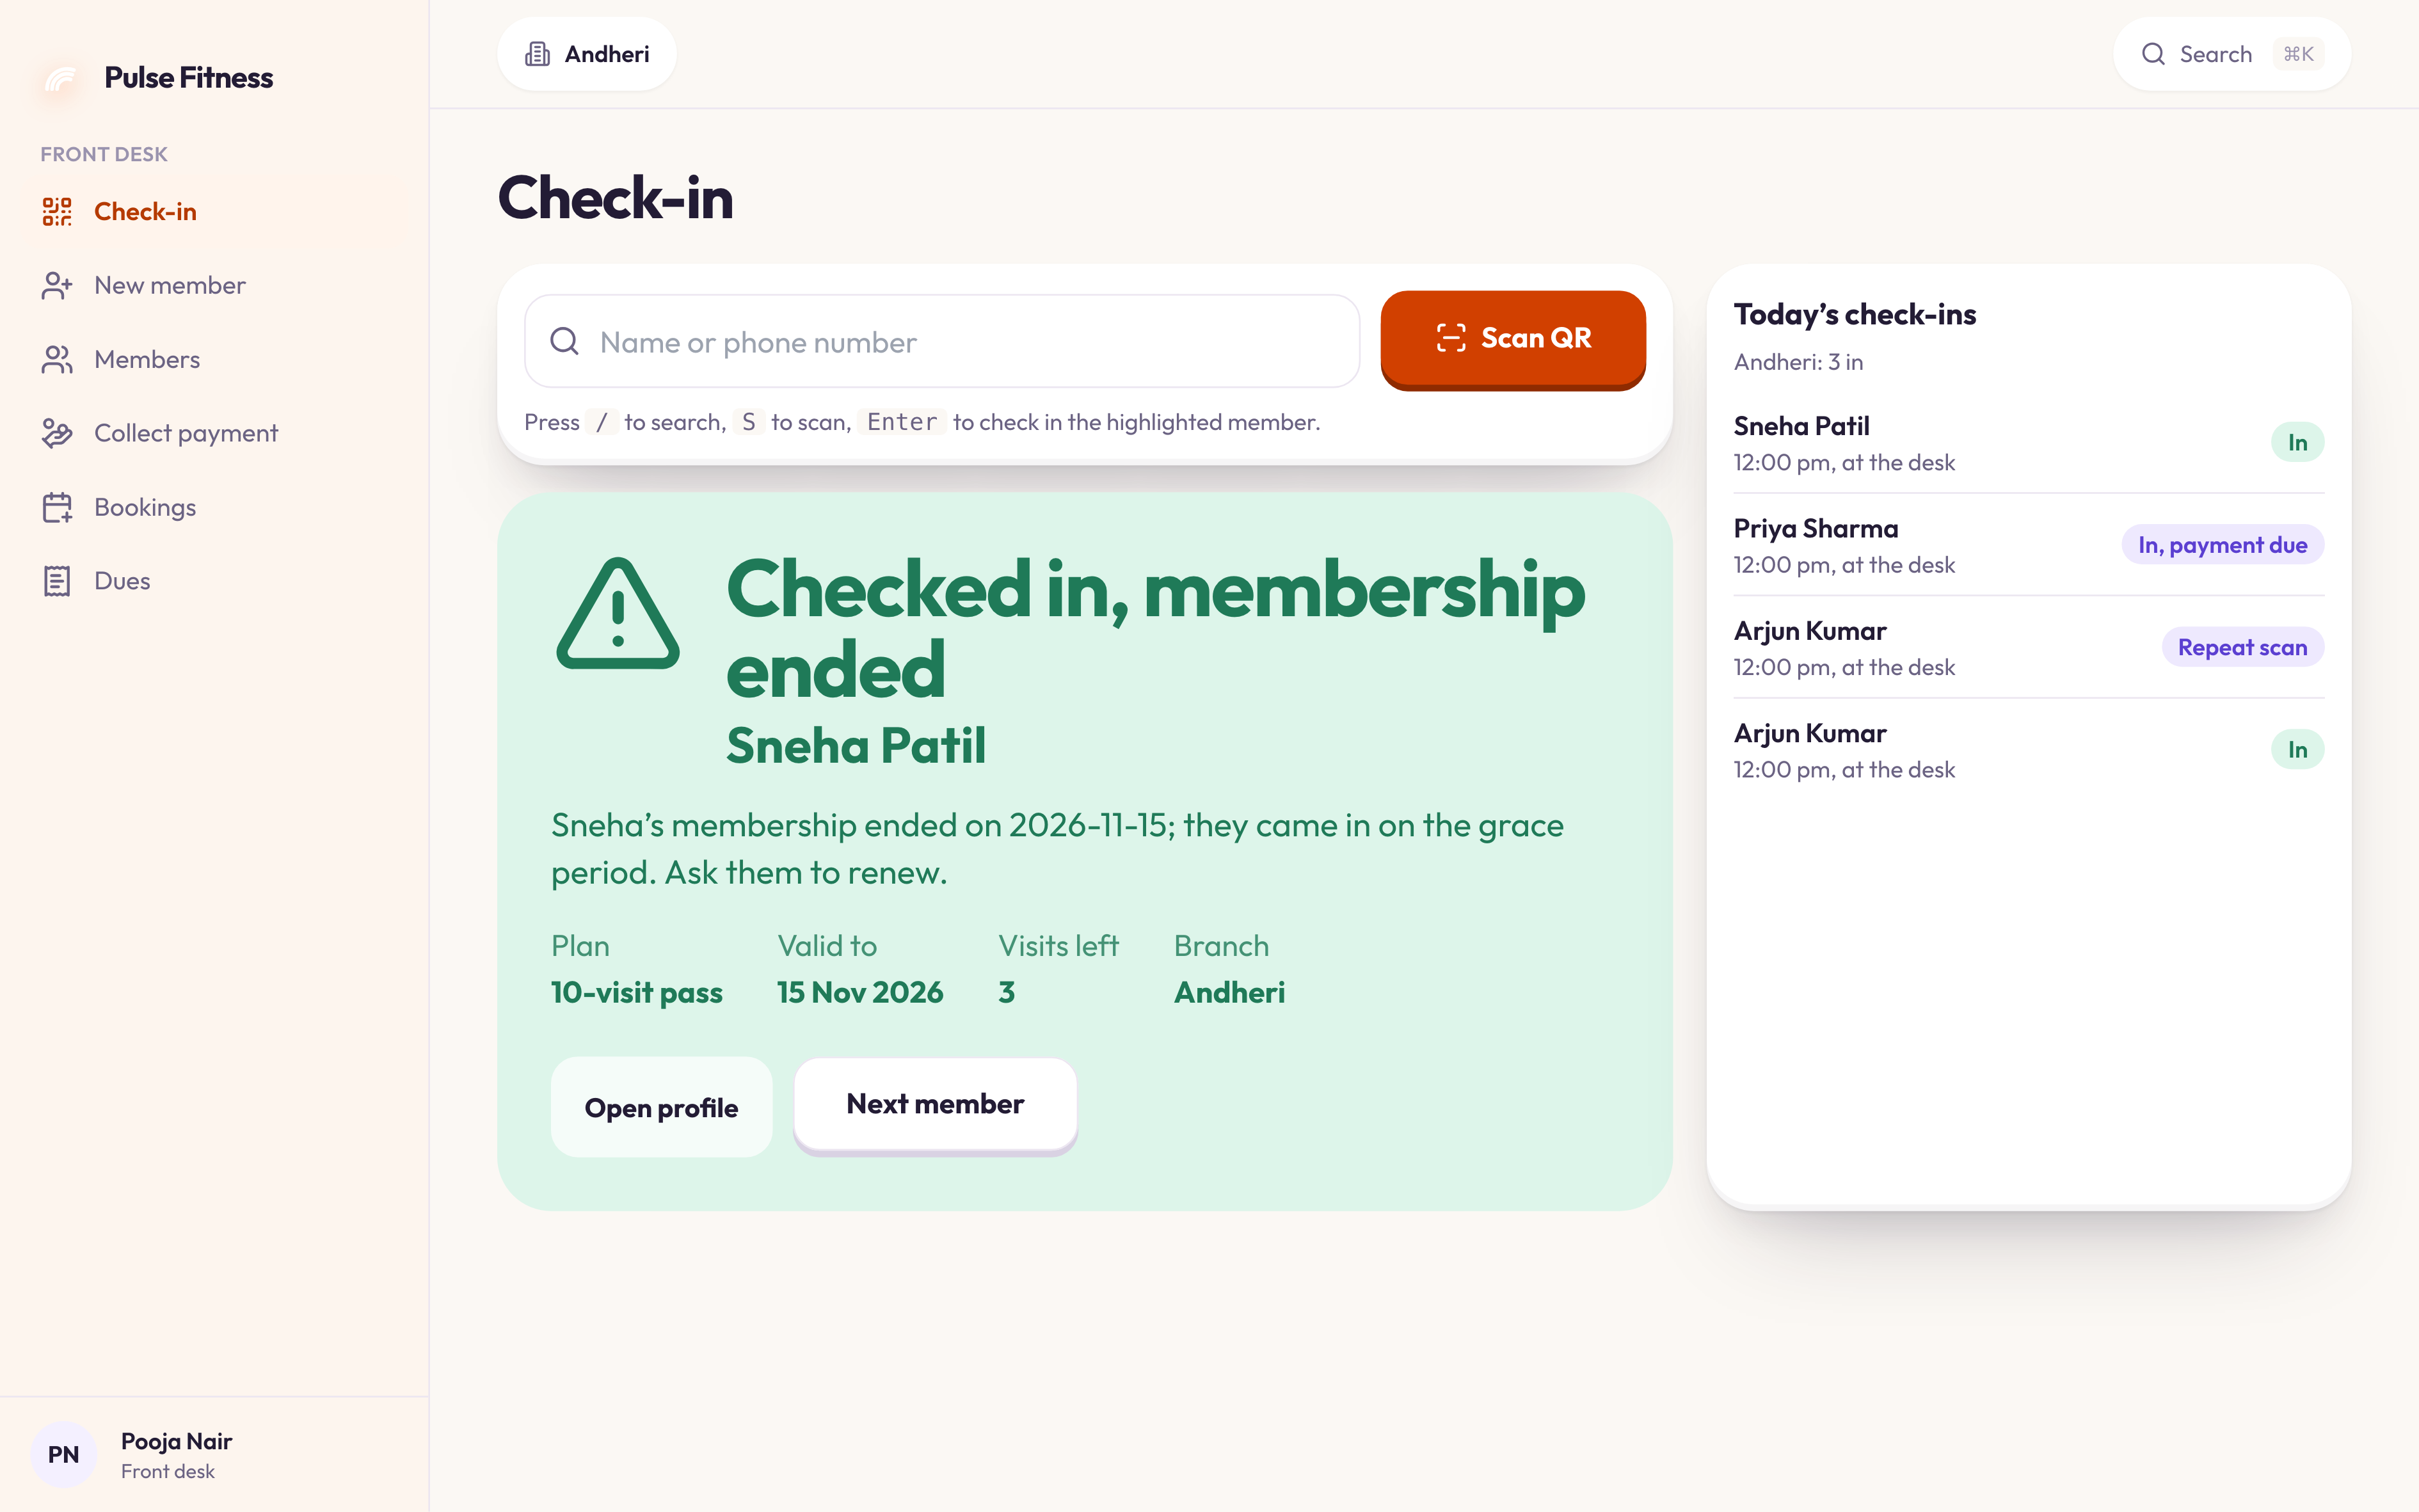 Pulse Fitness
FRONT DESK
Check-in
New member
Members
Collect payment
Bookings
Dues
PN
Pooja Nair
Front desk
Andheri
Search ⌘K
Check-in
Name or phone number
Scan QR
Press / to search, S to scan, Enter to check in the highlighted member.
Checked in, membership
ended
Sneha Patil
Sneha’s membership ended on 2026-11-15; they came in on the grace
period. Ask them to renew.
Plan Valid to Visits left Branch
10-visit pass 15 Nov 2026 3 Andheri
Open profile Next member
Today’s check-ins
Andheri: 3 in
Sneha Patil
12:00 pm, at the desk
In
Priya Sharma
12:00 pm, at the desk
In, payment due
Arjun Kumar
12:00 pm, at the desk
Repeat scan
Arjun Kumar
12:00 pm, at the desk
In